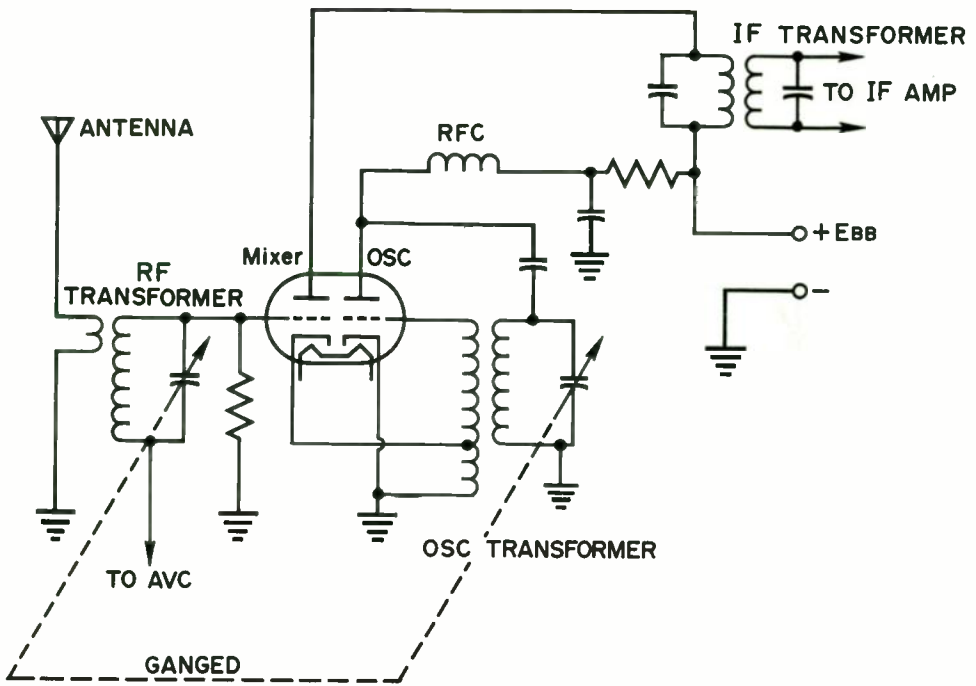 IF TRANSFORMER
TO IF AMP
ANTENNA
RFC
+EBB
Mixer
OSC
RF
TRANSFORMER
−
OSC TRANSFORMER
TO AVC
GANGED